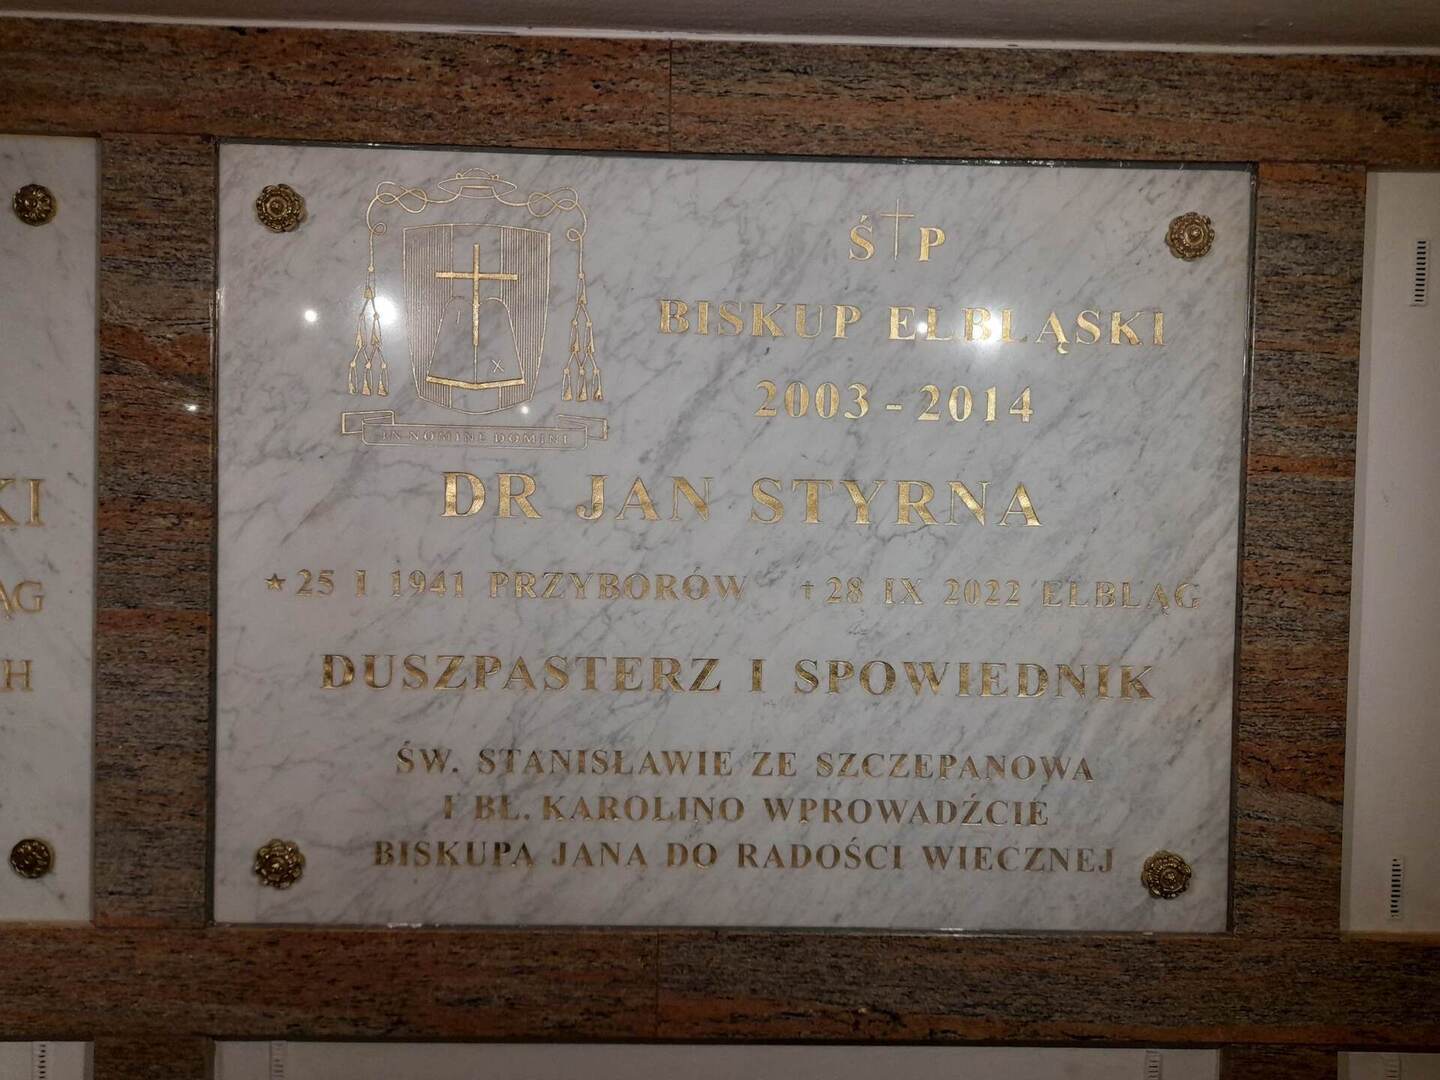 Ś†P
BISKUP ELBLĄSKI
2003 - 2014
IN NOMINE DOMINI
DR JAN STYRNA
★ 25 I 1941 PRZYBORÓW † 28 IX 2022 ELBLĄG
DUSZPASTERZ I SPOWIEDNIK
ŚW. STANISŁAWIE ZE SZCZEPANOWA
I BŁ. KAROLINO WPROWADŹCIE
BISKUPA JANA DO RADOŚCI WIECZNEJ